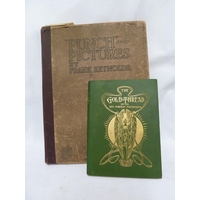 PUNCH
PICTURES
BY
FRANK REYNOLDS
THE
GOLD THREAD